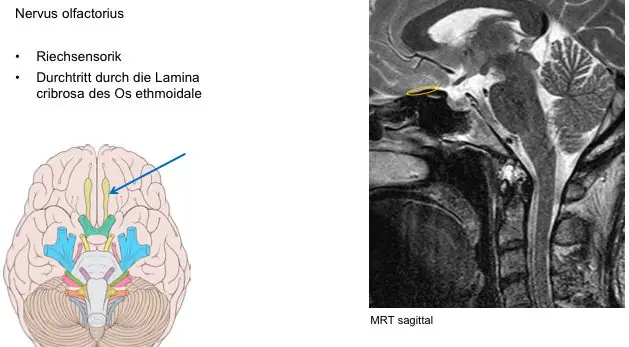 Nervus olfactorius
• Riechsensorik
• Durchtritt durch die Lamina
cribrosa des Os ethmoidale
MRT sagittal